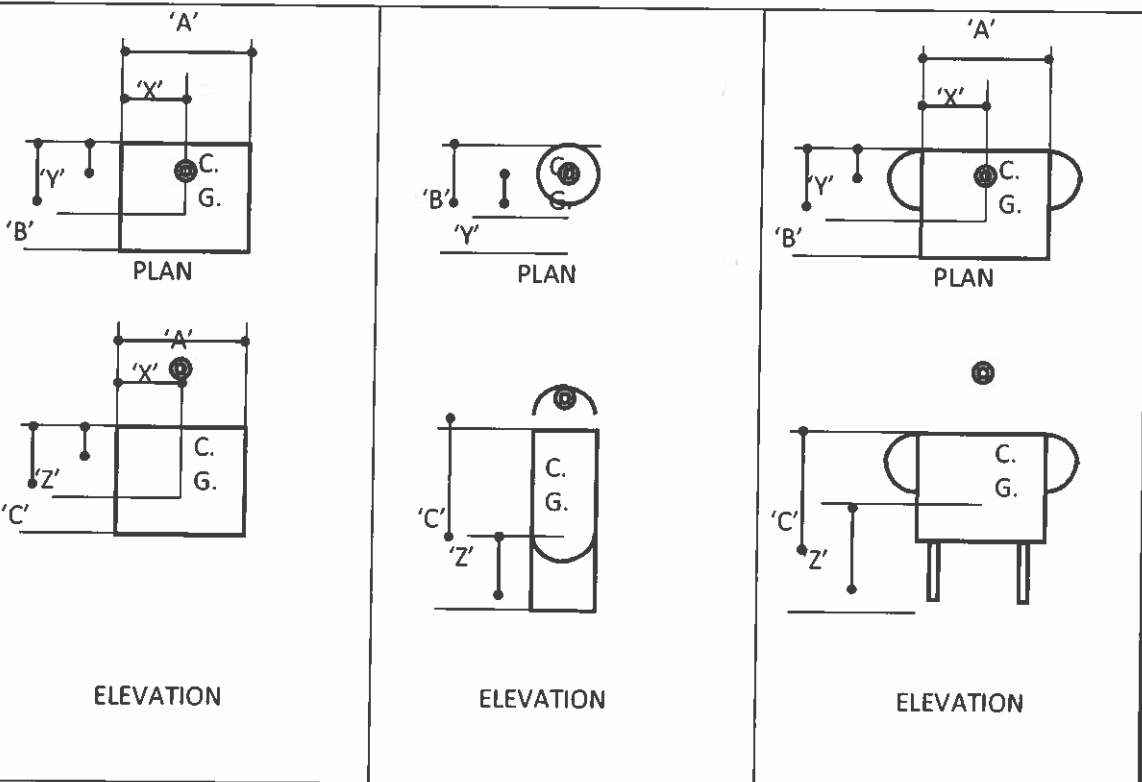 'A'
'X'
C.
'Y'
G.
'B'
PLAN
'A'
'X'
C.
'Z'
G.
'C'
ELEVATION
C.
'B'
G.
'Y'
PLAN
C.
G.
'C'
'Z'
ELEVATION
'A'
'X'
C.
'Y'
G.
'B'
PLAN
C.
G.
'C'
'Z'
ELEVATION